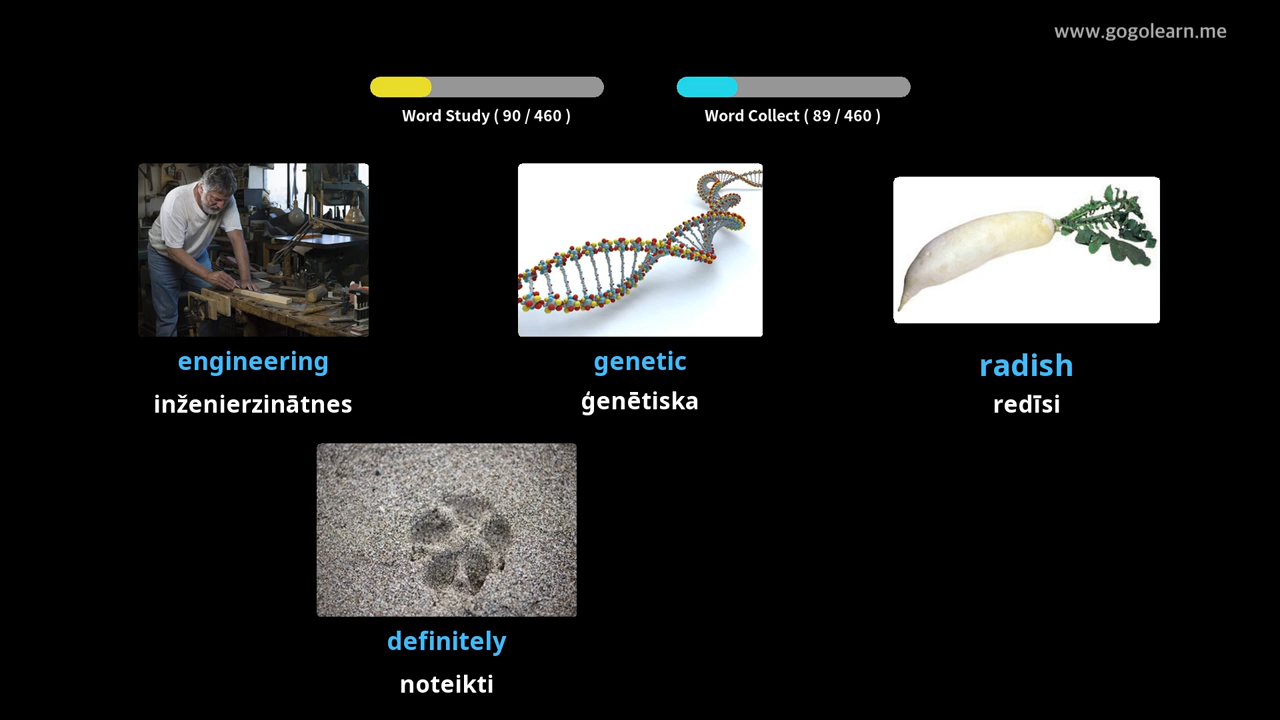 www.gogolearn.me
Word Study ( 90 / 460 )
Word Collect ( 89 / 460 )
engineering
inženierzinātnes
genetic
ģenētiska
radish
redīsi
definitely
noteikti